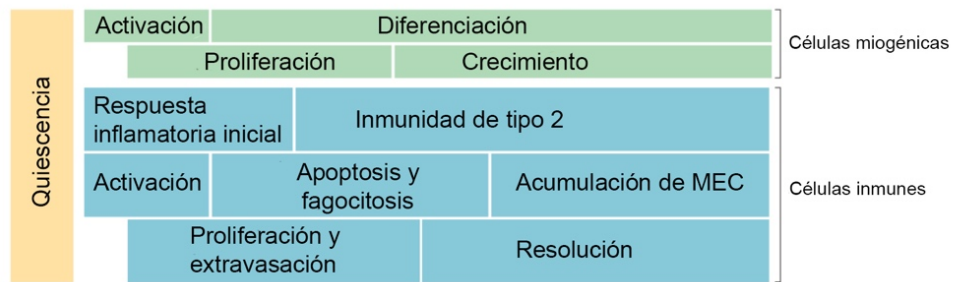 Quiescencia
Activación
Diferenciación
Proliferación
Crecimiento
Células miogénicas
Respuesta
inflamatoria inicial
Inmunidad de tipo 2
Activación
Apoptosis y
fagocitosis
Acumulación de MEC
Proliferación y
extravasación
Resolución
Células inmunes